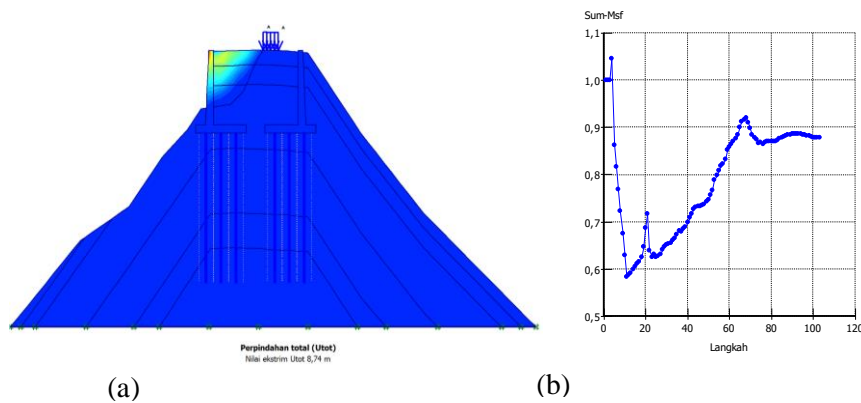 A A
Perpindahan total (Utot)
Nilai ekstrim Utot 8,74 m
(a)
Sum-Msf
1,1
1,0
0,9
0,8
0,7
0,6
0,5
0 20 40 60 80 100 120
Langkah
(b)